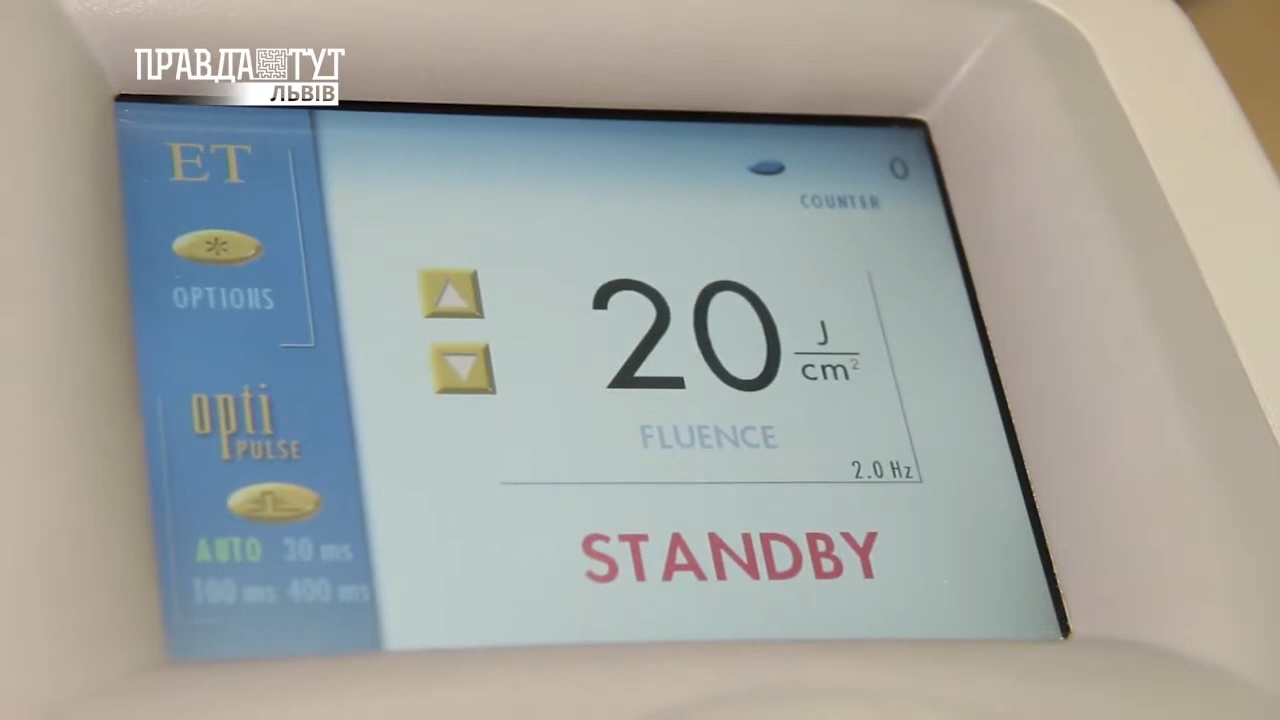 ПРАВДА ТУТ
ЛЬВІВ
ET
OPTIONS
opti
PULSE
AUTO 30 ms
100 ms 400 ms
0
COUNTER
20 J/cm²
FLUENCE
2.0 Hz
STANDBY